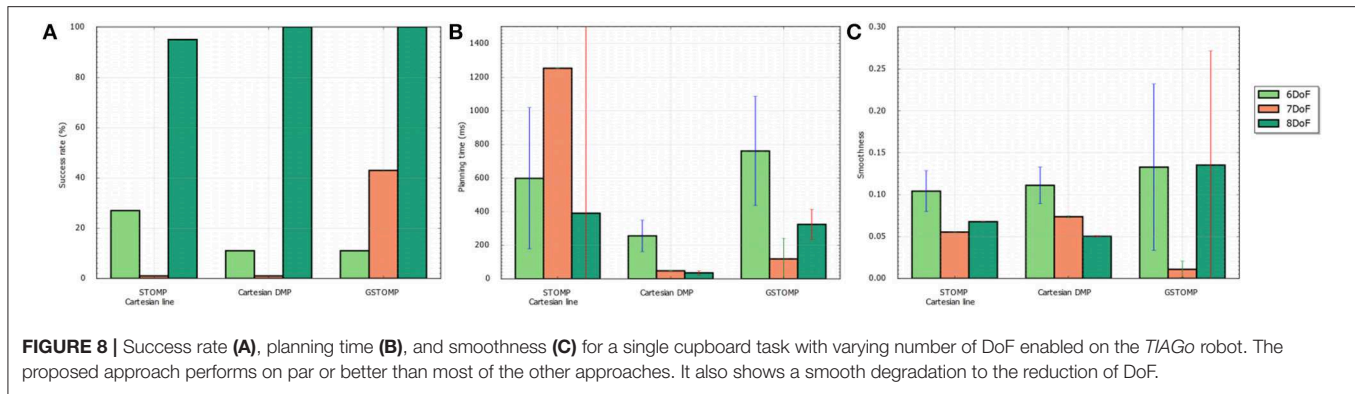 A
Success rate (%)
100
80
60
40
20
0
STOMP
Cartesian line
Cartesian DMP
GSTOMP
B
Planning time (ms)
1400
1200
1000
800
600
400
200
0
STOMP
Cartesian line
Cartesian DMP
GSTOMP
C
Smoothness
0.30
0.25
0.20
0.15
0.10
0.05
0.00
STOMP
Cartesian line
Cartesian DMP
GSTOMP
6DoF
7DoF
8DoF
FIGURE 8 | Success rate (A), planning time (B), and smoothness (C) for a single cupboard task with varying number of DoF enabled on the TIAGo robot. The
proposed approach performs on par or better than most of the other approaches. It also shows a smooth degradation to the reduction of DoF.